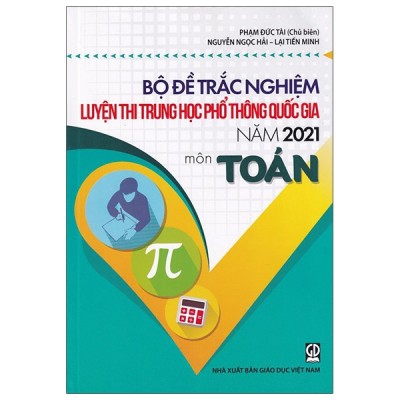 PHẠM ĐỨC TÀI (Chủ biên)
NGUYỄN NGỌC HẢI – LẠI TIẾN MINH
BỘ ĐỀ TRẮC NGHIỆM
LUYỆN THI TRUNG HỌC PHỔ THÔNG QUỐC GIA
NĂM 2021
môn TOÁN
π
GD
NHÀ XUẤT BẢN GIÁO DỤC VIỆT NAM